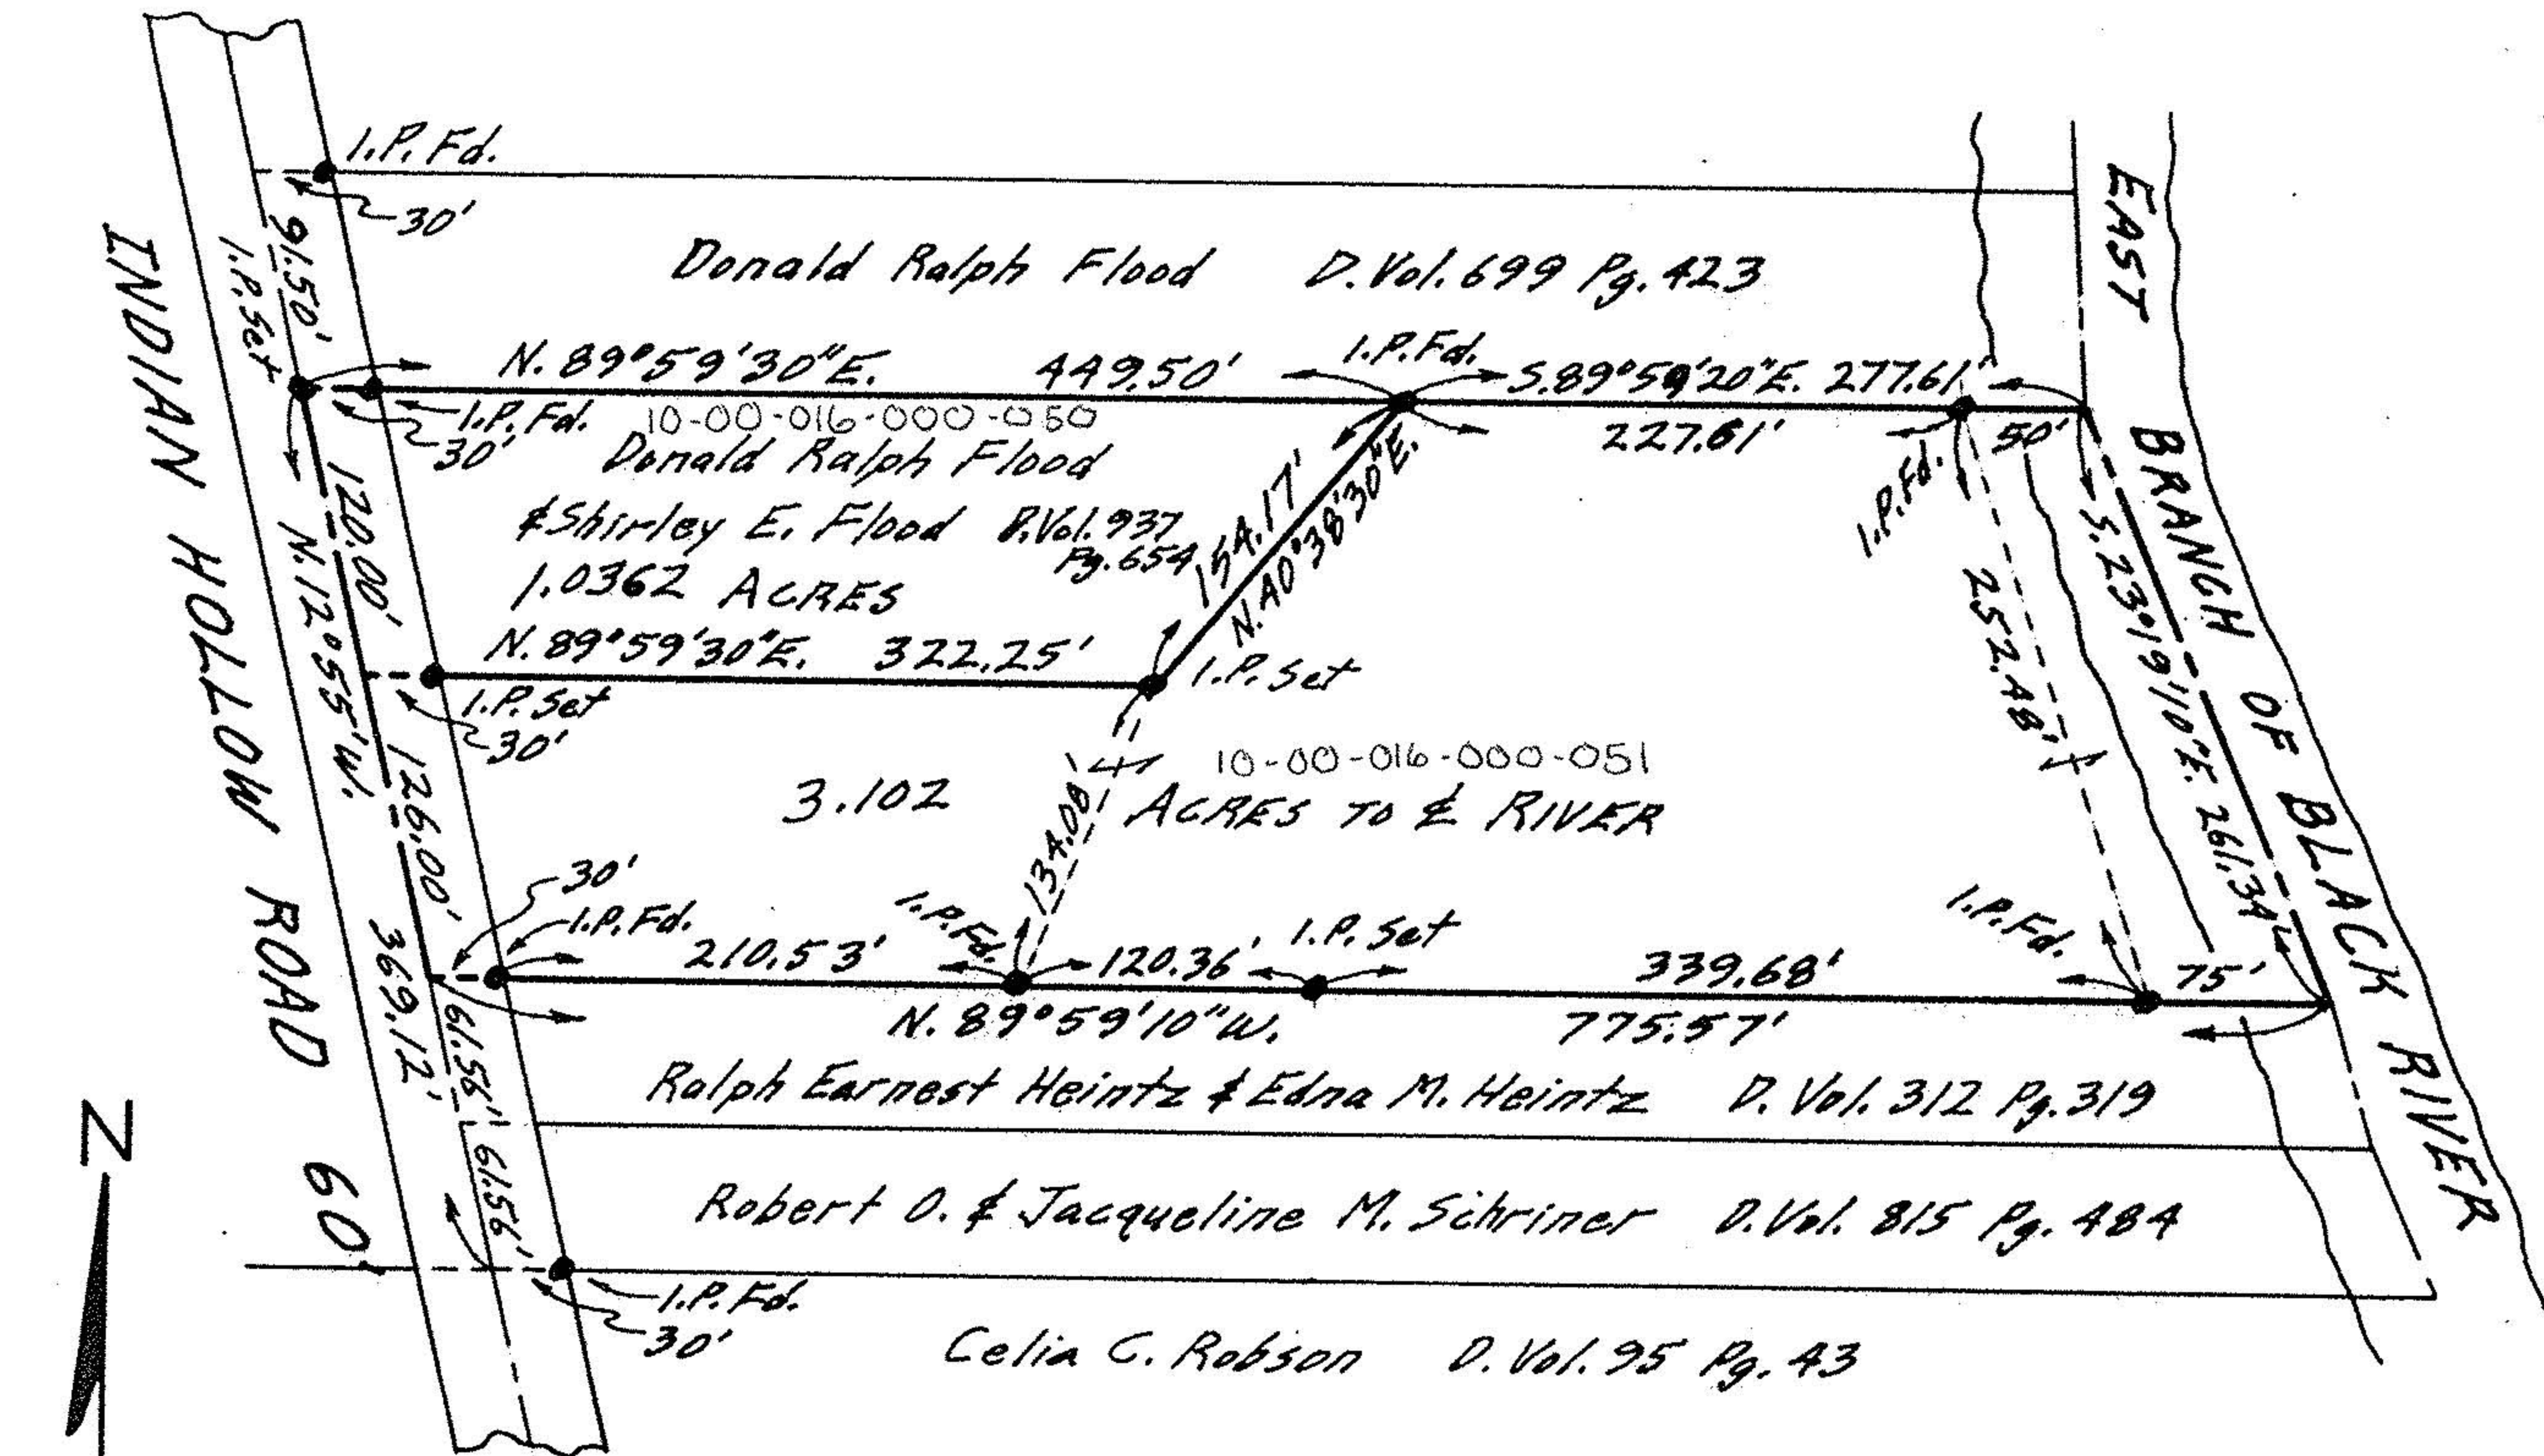 I.P. Fd.
30'
91.50'
I.P. Set
EAST BRANCH OF BLACK RIVER
INDIAN HOLLOW ROAD 60'
Donald Ralph Flood D. Vol. 699 Pg. 423
N. 89°59'30"E. 449.50'
I.P. Fd.
S. 89°59'20"E. 277.61'
227.61'
50'
I.P. Fd.
I.P. Fd.
30'
10-00-016-000-050
Donald Ralph Flood
& Shirley E. Flood D. Vol. 937
Pg. 654
1.0362 ACRES
120.00'
N. 12°55'W.
369.12'
154.17'
N. 40°38'30"E.
252.48'
S. 23°19'10"E. 261.34'
N. 89°59'30"E. 322.25'
I.P. Set
I.P. Set
30'
126.00'
3.102
10-00-016-000-051
ACRES TO ℄ RIVER
134.08'
30'
I.P. Fd.
210.53'
I.P. Fd.
120.36'
I.P. Set
339.68'
I.P. Fd.
75'
N. 89°59'10"W. 775.57'
61.56'
Ralph Earnest Heintz & Edna M. Heintz D. Vol. 312 Pg. 319
61.56'
Robert O. & Jacqueline M. Schriner D. Vol. 815 Pg. 484
I.P. Fd.
30'
Celia C. Robson D. Vol. 95 Pg. 43
N